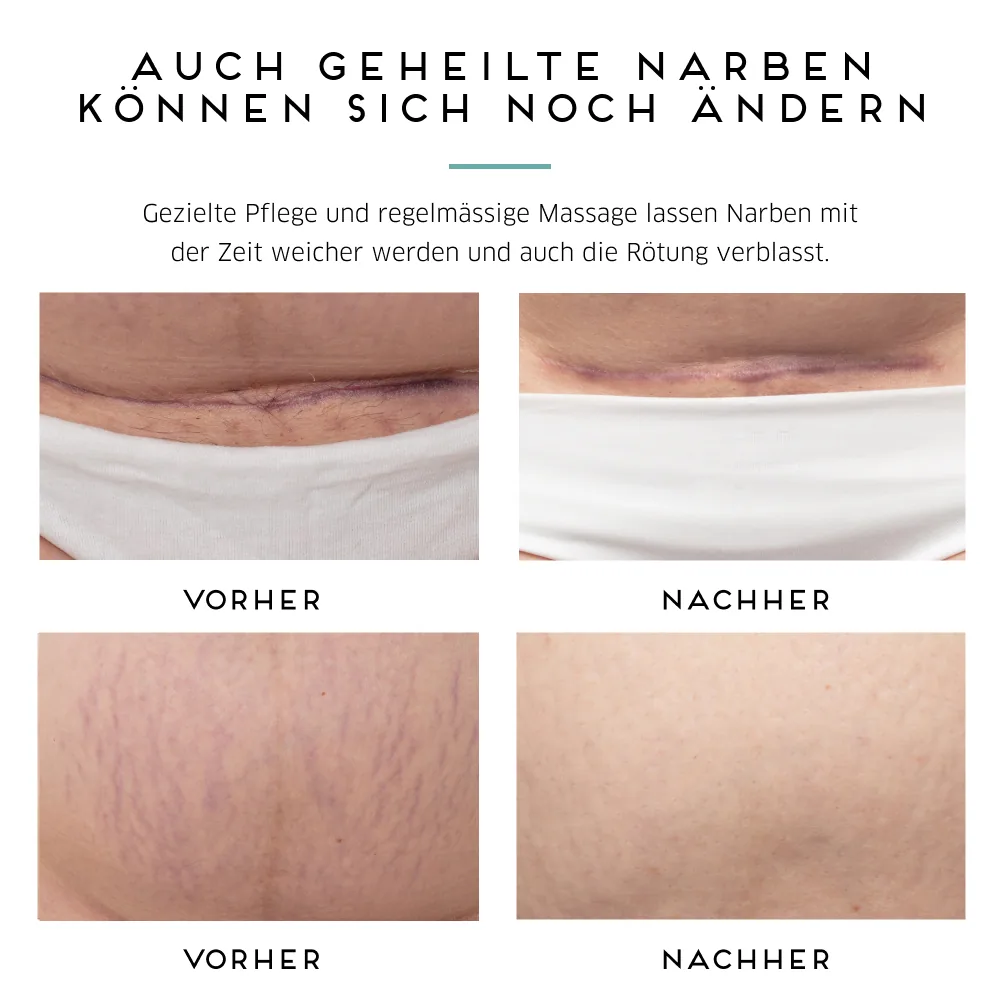 AUCH GEHEILTE NARBEN
KÖNNEN SICH NOCH ÄNDERN
Gezielte Pflege und regelmässige Massage lassen Narben mit
der Zeit weicher werden und auch die Rötung verblasst.
VORHER
NACHHER
VORHER
NACHHER